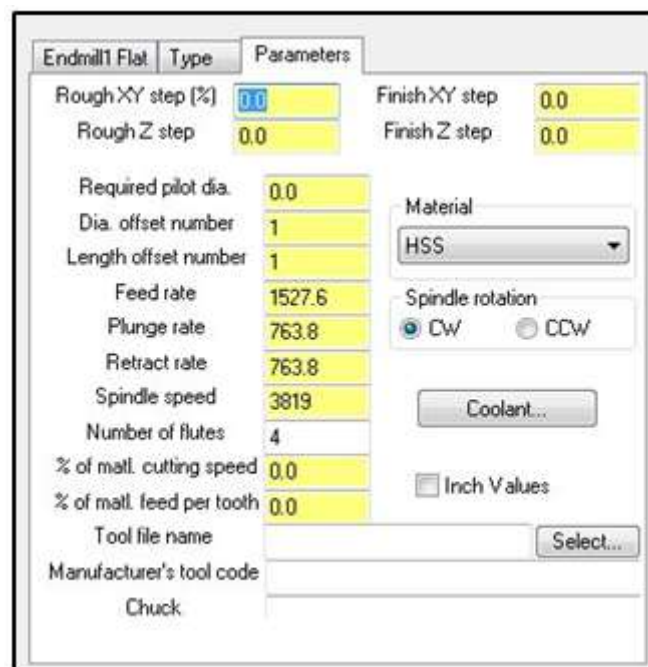 Endmill1 Flat Type Parameters
Rough XY step (%) 0.0 Finish XY step 0.0
Rough Z step 0.0 Finish Z step 0.0
Required pilot dia. 0.0
Material
Dia. offset number 1
HSS
Length offset number 1
Feed rate 1527.6 Spindle rotation
Plunge rate 763.8 CW CCW
Retract rate 763.8
Spindle speed 3819 Coolant...
Number of flutes 4
% of matl. cutting speed 0.0
Inch Values
% of matl. feed per tooth 0.0
Tool file name Select...
Manufacturer's tool code
Chuck